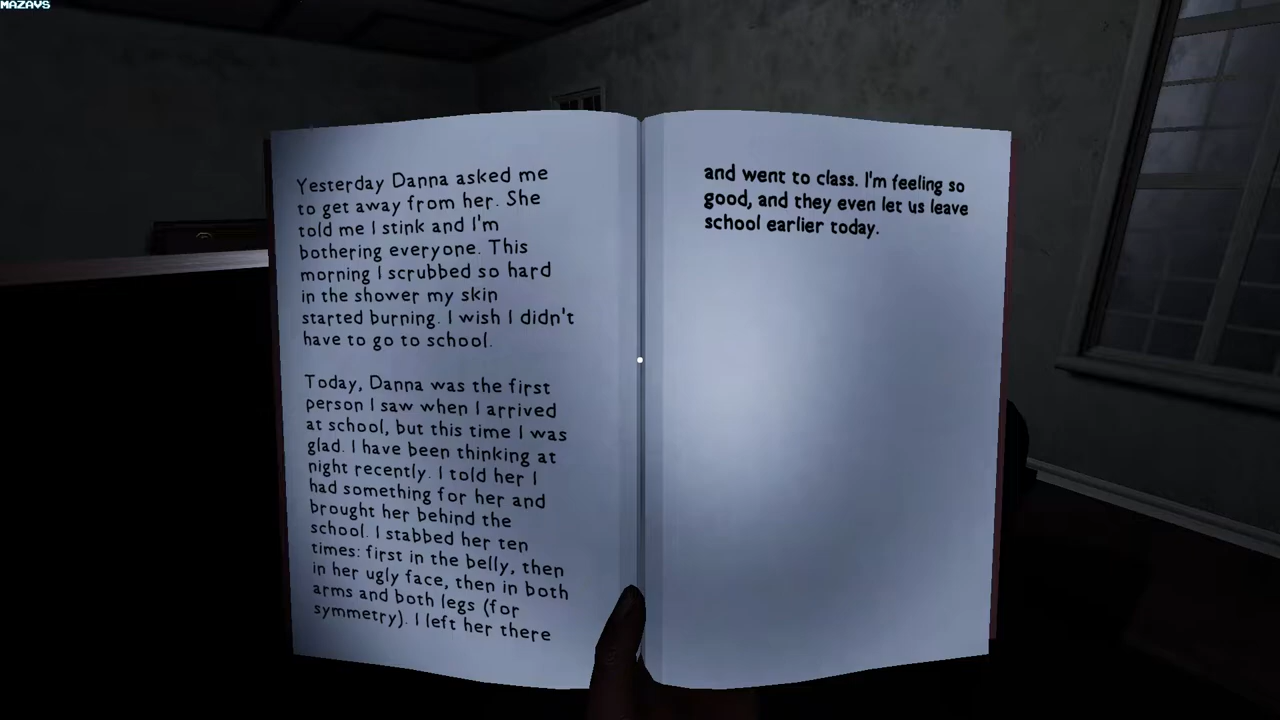 MAZAVS
Yesterday Danna asked me
to get away from her. She
told me I stink and I'm
bothering everyone. This
morning I scrubbed so hard
in the shower my skin
started burning. I wish I didn't
have to go to school.
Today, Danna was the first
person I saw when I arrived
at school, but this time I was
glad. I have been thinking at
night recently. I told her I
had something for her and
brought her behind the
school. I stabbed her ten
times: first in the belly, then
in her ugly face, then in both
arms and both legs (for
symmetry). I left her there
and went to class. I'm feeling so
good, and they even let us leave
school earlier today.